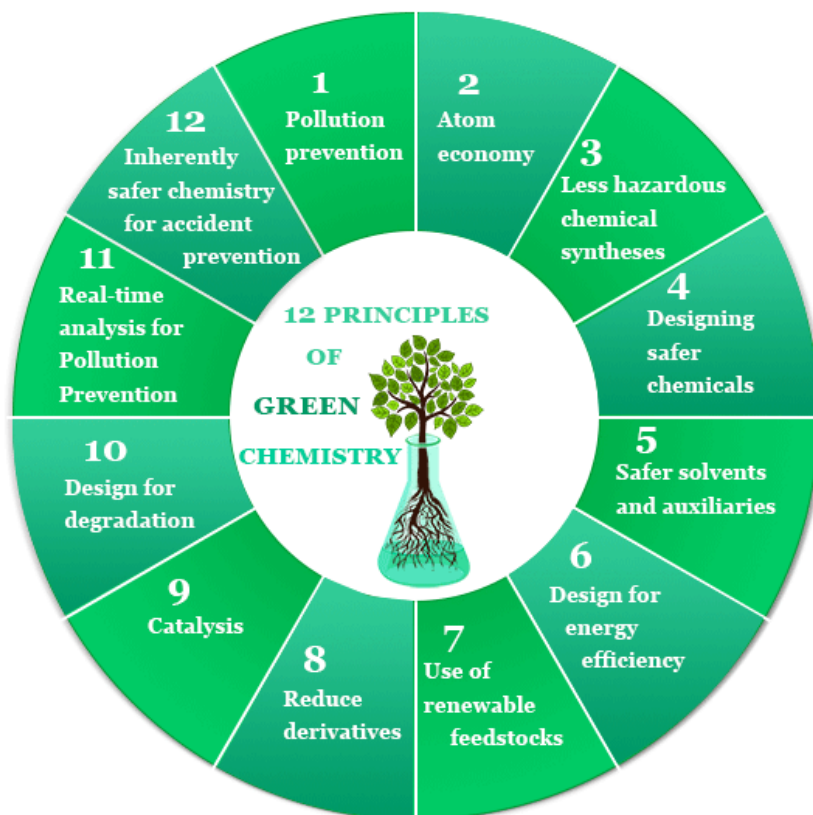 12 PRINCIPLES
OF
GREEN
CHEMISTRY
1
Pollution
prevention
2
Atom
economy
3
Less hazardous
chemical
syntheses
4
Designing
safer
chemicals
5
Safer solvents
and auxiliaries
6
Design for
energy
efficiency
7
Use of
renewable
feedstocks
8
Reduce
derivatives
9
Catalysis
10
Design for
degradation
11
Real-time
analysis for
Pollution
Prevention
12
Inherently
safer chemistry
for accident
prevention